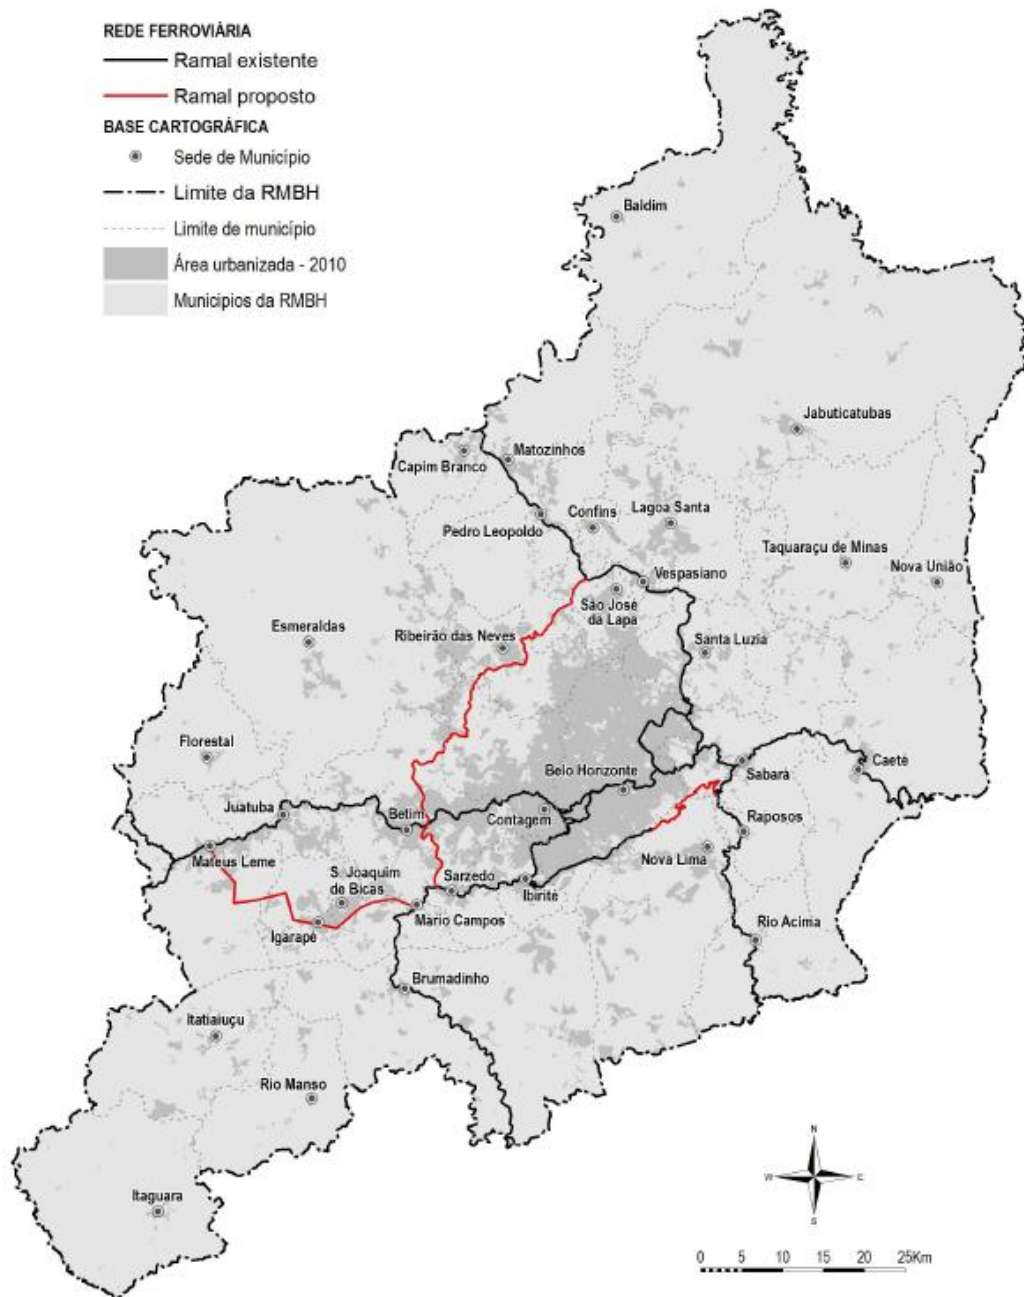 REDE FERROVIÁRIA
Ramal existente
Ramal proposto
BASE CARTOGRÁFICA
Sede de Município
Limite da RMBH
Limite de município
Área urbanizada - 2010
Municípios da RMBH
Baldim
Jabuticatubas
Matozinhos
Capim Branco
Confins
Lagoa Santa
Pedro Leopoldo
Taquaraçu de Minas
Nova União
Vespasiano
São José
da Lapa
Esmeraldas
Ribeirão das Neves
Santa Luzia
Florestal
Belo Horizonte
Sabará
Caeté
Juatuba
Betim
Contagem
Raposos
Mateus Leme
Nova Lima
S. Joaquim
de Bicas
Sarzedo
Ibirité
Mário Campos
Igarapé
Rio Acima
Brumadinho
Itatiaiuçu
Rio Manso
Itaguara
N
W
E
S
0 5 10 15 20 25Km